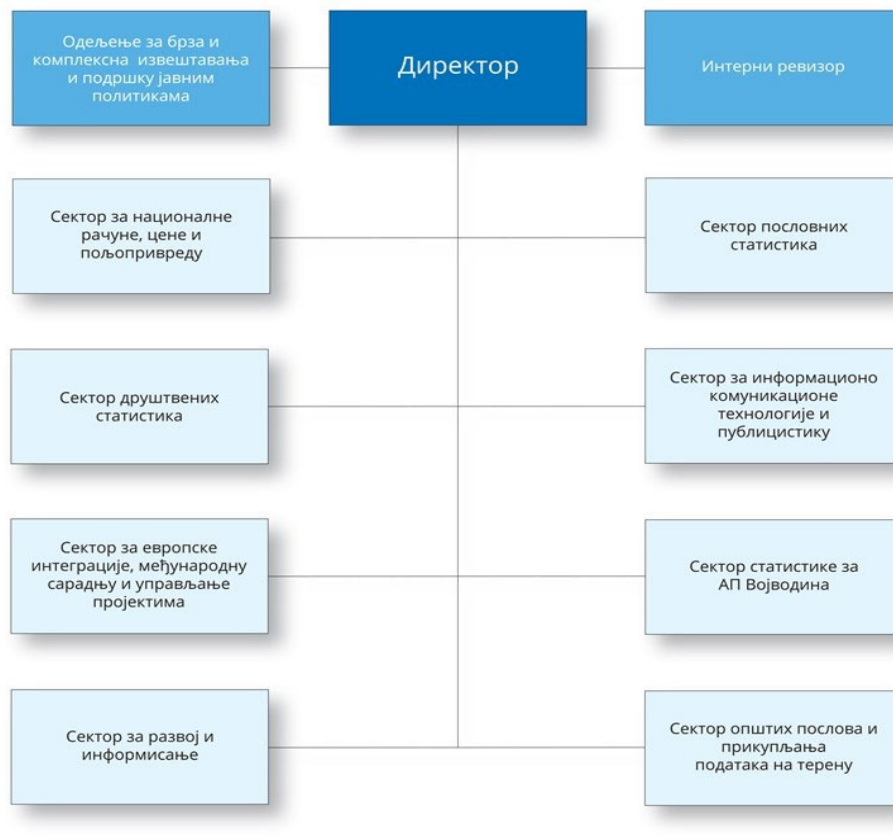 Одељење за брза и
комплексна извештавања
и подршку јавним
политикама
Директор
Интерни ревизор
Сектор за националне
рачуне, цене и
пољопривреду
Сектор пословних
статистика
Сектор друштвених
статистика
Сектор за информационо
комуникационе
технологије и
публицистику
Сектор за европске
интеграције, међународну
сарадњу и управљање
пројектима
Сектор статистике за
АП Војводина
Сектор за развој и
информисање
Сектор општих послова и
прикупљања
података на терену